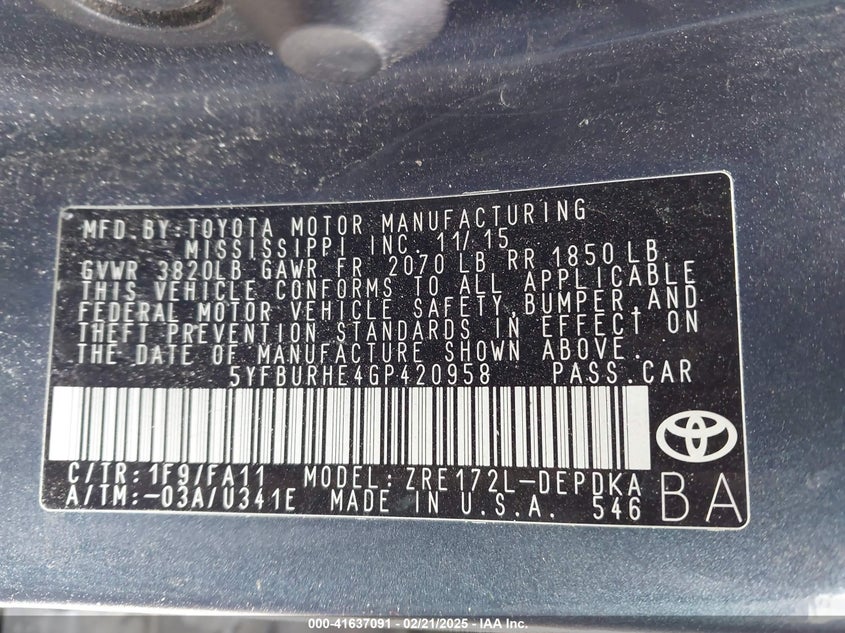 MFD. BY: TOYOTA MOTOR MANUFACTURING
MISSISSIPPI INC. 11/15
GVWR 3820LB GAWR FR 2070 LB RR 1850 LB
THIS VEHICLE CONFORMS TO ALL APPLICABLE
FEDERAL MOTOR VEHICLE SAFETY, BUMPER, AND
THEFT PREVENTION STANDARDS IN EFFECT ON
THE DATE OF MANUFACTURE SHOWN ABOVE.
5YFBURHE4GP420958 PASS. CAR
C/TR: 1F9/FA11 MODEL: ZRE172L-DEPDKA
A/TM: -03A/U341E MADE IN U.S.A. 546
BA
000-41637091 - 02/21/2025 - IAA Inc.